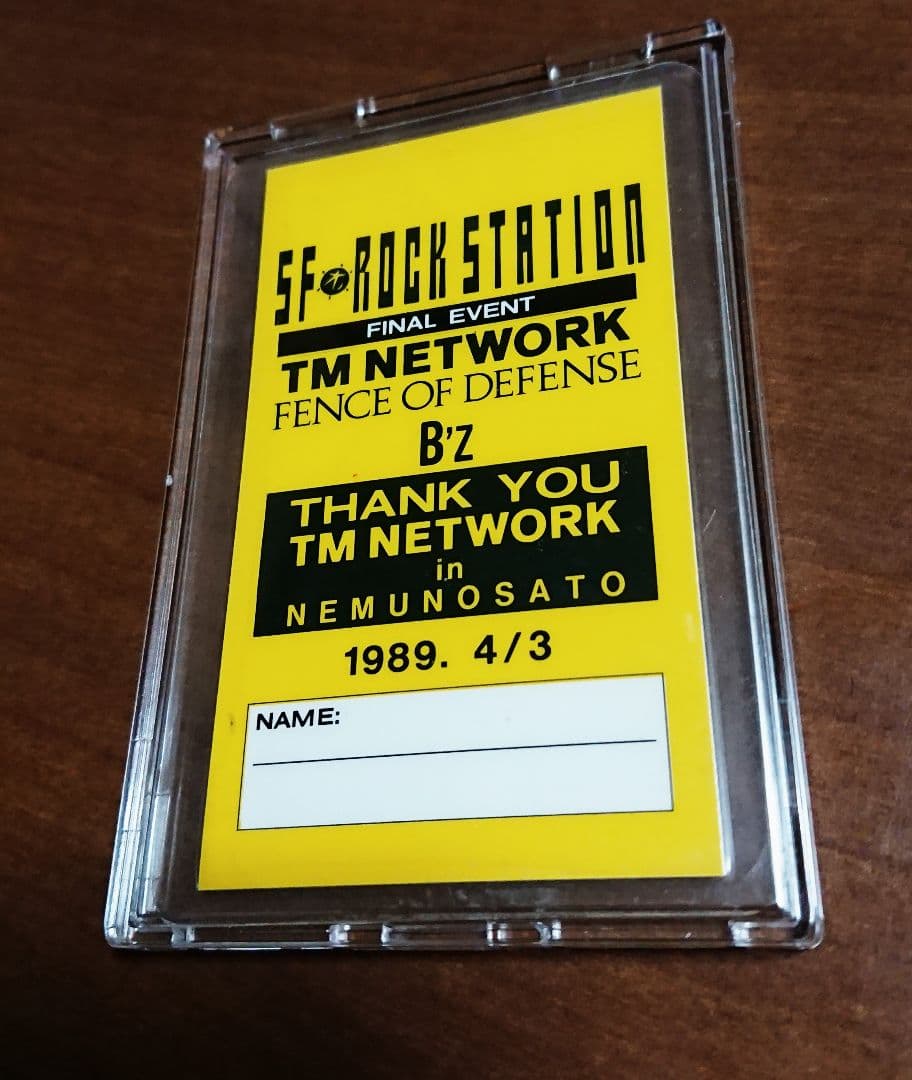 SF ROCK STATION
FINAL EVENT
TM NETWORK
FENCE OF DEFENSE
B'z
THANK YOU
TM NETWORK
in
NEMUNOSATO
1989. 4/3
NAME: